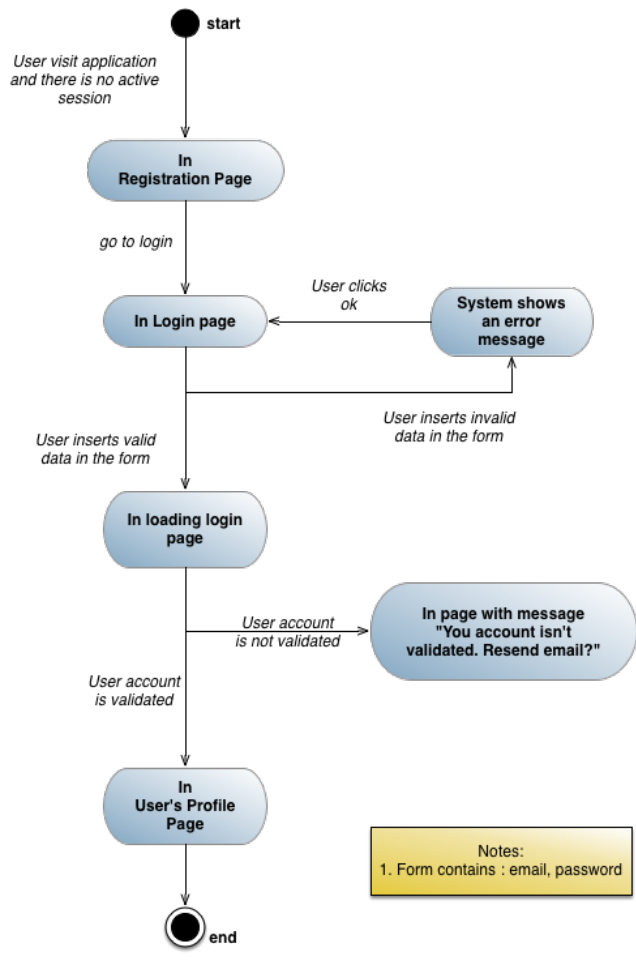 start
User visit application
and there is no active
session
In
Registration Page
go to login
User clicks
ok
In Login page
System shows
an error
message
User inserts invalid
data in the form
User inserts valid
data in the form
In loading login
page
User account
is not validated
In page with message
"You account isn't
validated. Resend email?"
User account
is validated
In
User's Profile
Page
Notes:
1. Form contains : email, password
end